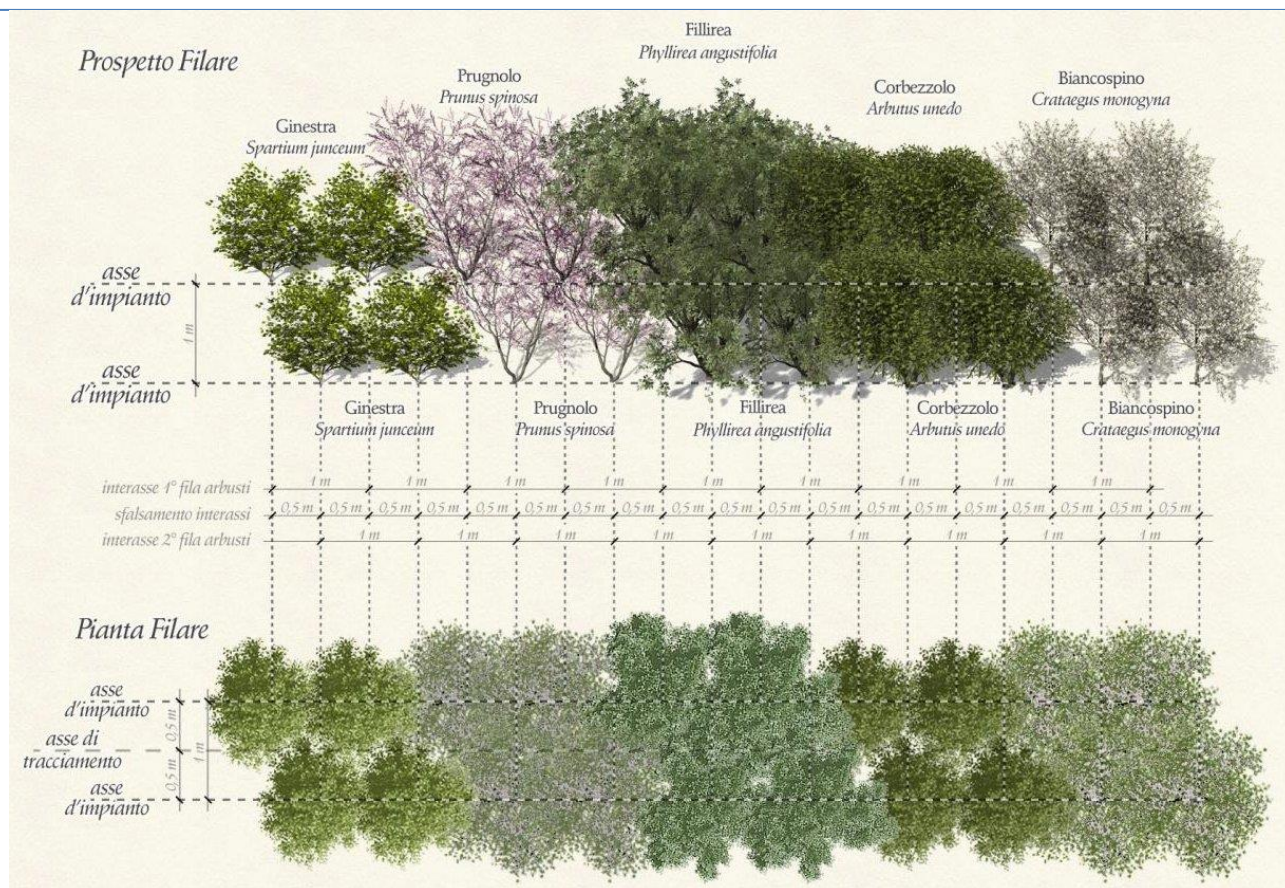 Prospetto Filare
Ginestra
Spartium junceum
Prugnolo
Prunus spinosa
Fillirea
Phyllirea angustifolia
Corbezzolo
Arbutus unedo
Biancospino
Crataegus monogyna
asse
d'impianto
1 m
asse
d'impianto
Ginestra
Spartium junceum
Prugnolo
Prunus spinosa
Fillirea
Phyllirea angustifolia
Corbezzolo
Arbutus unedo
Biancospino
Crataegus monogyna
interasse 1° fila arbusti 1 m 1 m 1 m 1 m 1 m 1 m 1 m 1 m 1 m
sfalsamento interassi 0,5 m 0,5 m 0,5 m 0,5 m 0,5 m 0,5 m 0,5 m 0,5 m 0,5 m 0,5 m 0,5 m 0,5 m 0,5 m 0,5 m 0,5 m 0,5 m 0,5 m 0,5 m 0,5 m
interasse 2° fila arbusti 1 m 1 m 1 m 1 m 1 m 1 m 1 m 1 m 1 m
Pianta Filare
asse
d'impianto
0,5 m
asse di
tracciamento
1 m
0,5 m
asse
d'impianto